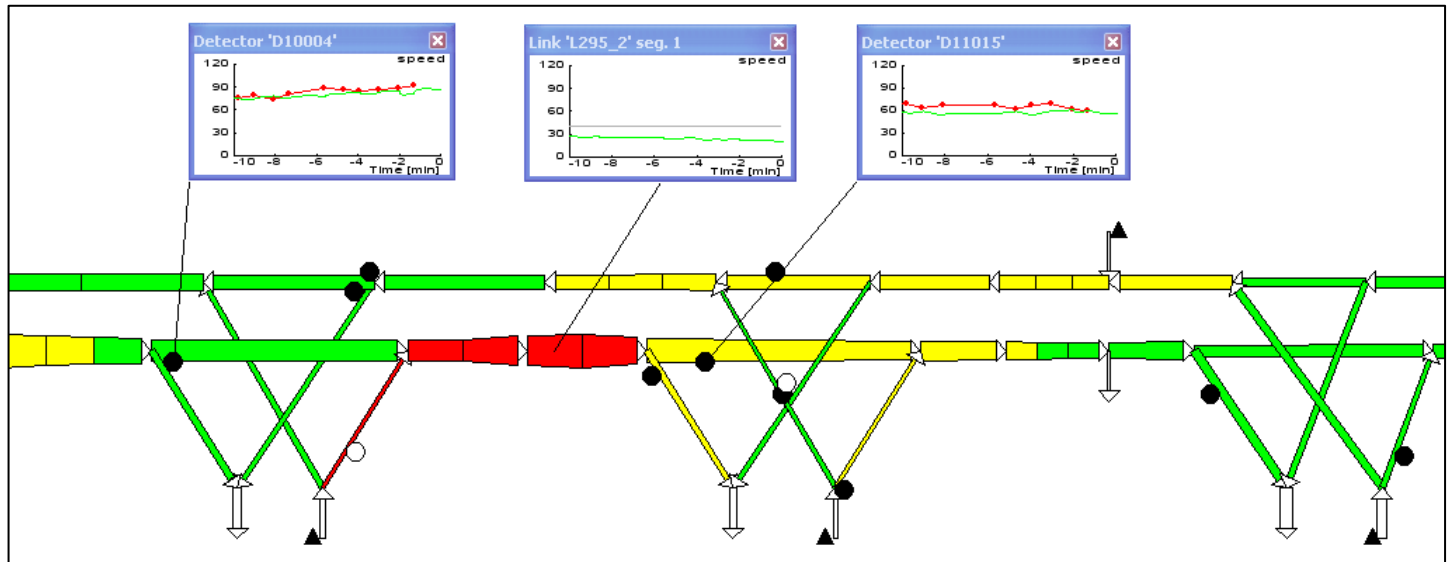 Detector 'D10004'
speed
120
90
60
30
0
-10 -8 -6 -4 -2 0
Time [min]
Link 'L295_2' seg. 1
speed
120
90
60
30
0
-10 -8 -6 -4 -2 0
Time [min]
Detector 'D11015'
speed
120
90
60
30
0
-10 -8 -6 -4 -2 0
Time [min]